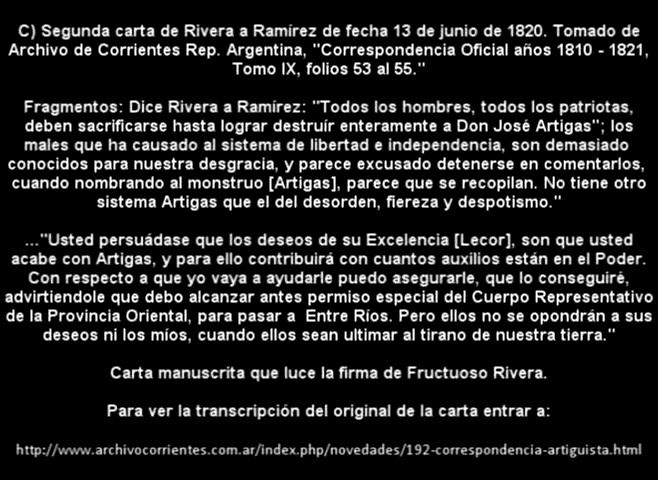 C) Segunda carta de Rivera a Ramírez de fecha 13 de junio de 1820. Tomado de
Archivo de Corrientes Rep. Argentina, "Correspondencia Oficial años 1810 - 1821,
Tomo IX, folios 53 al 55."
Fragmentos: Dice Rivera a Ramírez: "Todos los hombres, todos los patriotas,
deben sacrificarse hasta lograr destruír enteramente a Don José Artigas"; los
males que ha causado al sistema de libertad e independencia, son demasiado
conocidos para nuestra desgracia, y parece excusado detenerse en comentarlos,
cuando nombrando al monstruo [Artigas], parece que se recopilan. No tiene otro
sistema Artigas que el del desorden, fiereza y despotismo."
..."Usted persuádase que los deseos de su Excelencia [Lecor], son que usted
acabe con Artigas, y para ello contribuirá con cuantos auxilios están en el Poder.
Con respecto a que yo vaya a ayudarle puedo asegurarle, que lo conseguiré,
advirtiendole que debo alcanzar antes permiso especial del Cuerpo Representativo
de la Provincia Oriental, para pasar a Entre Ríos. Pero ellos no se opondrán a sus
deseos ni los míos, cuando ellos sean ultimar al tirano de nuestra tierra."
Carta manuscrita que luce la firma de Fructuoso Rivera.
Para ver la transcripción del original de la carta entrar a:
http://www.archivocorrientes.com.ar/index.php/novedades/192-correspondencia-artiguista.html